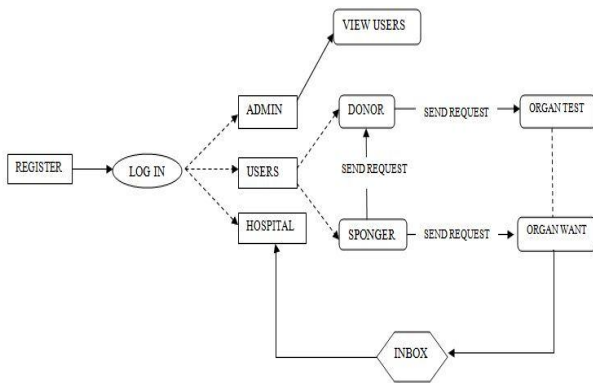 VIEW USERS
ADMIN
DONOR
SEND REQUEST
ORGAN TEST
REGISTER
LOG IN
USERS
SEND REQUEST
HOSPITAL
SPONGER
SEND REQUEST
ORGAN WANT
INBOX